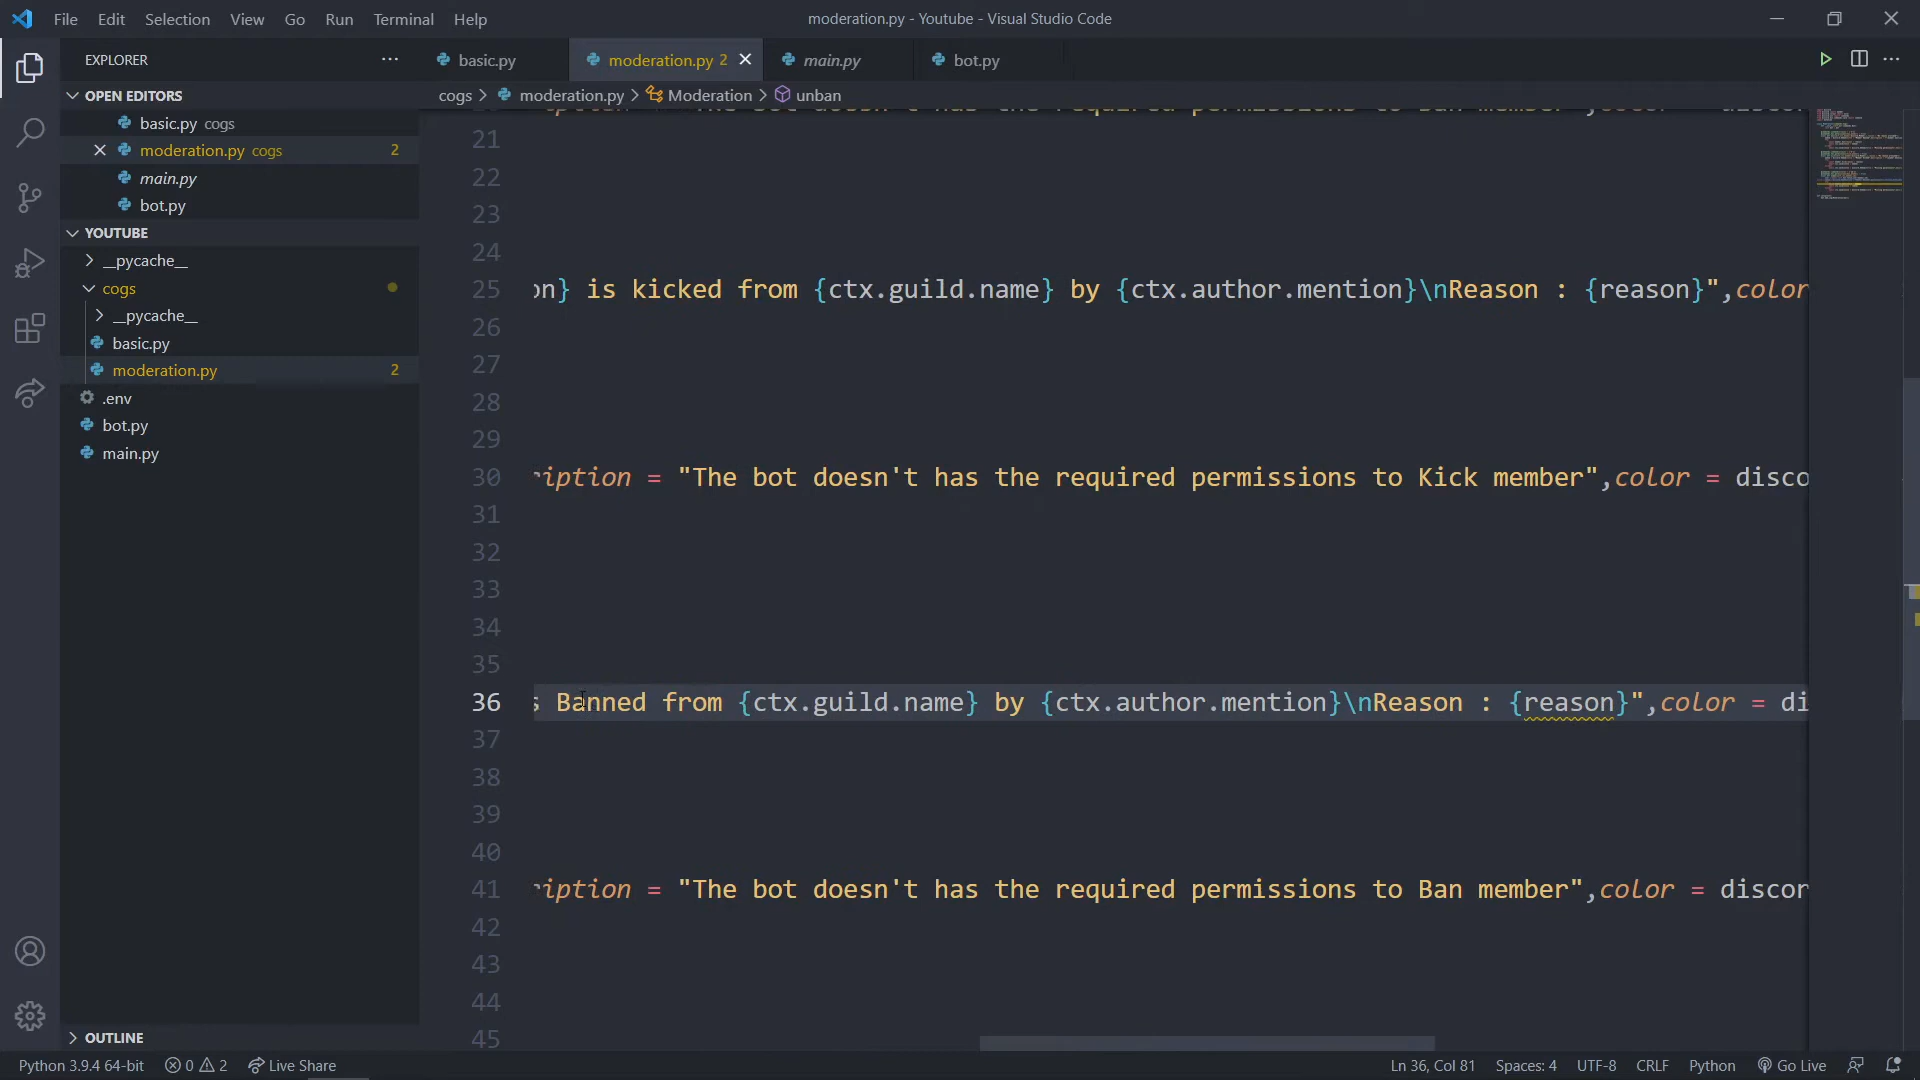 File Edit Selection View Go Run Terminal Help
moderation.py - Youtube - Visual Studio Code
EXPLORER
basic.py
moderation.py 2
main.py
bot.py
OPEN EDITORS
cogs > moderation.py > Moderation > unban
basic.py cogs
moderation.py cogs 2
main.py
bot.py
YOUTUBE
__pycache__
cogs
__pycache__
basic.py
moderation.py 2
.env
bot.py
main.py
21
22
23
24
25 on} is kicked from {ctx.guild.name} by {ctx.author.mention}\nReason : {reason}",color
26
27
28
29
30 ription = "The bot doesn't has the required permissions to Kick member",color = disco
31
32
33
34
35
36 s Banned from {ctx.guild.name} by {ctx.author.mention}\nReason : {reason}",color = di
37
38
39
40
41 ription = "The bot doesn't has the required permissions to Ban member",color = discor
42
43
44
45
OUTLINE
Python 3.9.4 64-bit 0 2 Live Share Ln 36, Col 81 Spaces: 4 UTF-8 CRLF Python Go Live